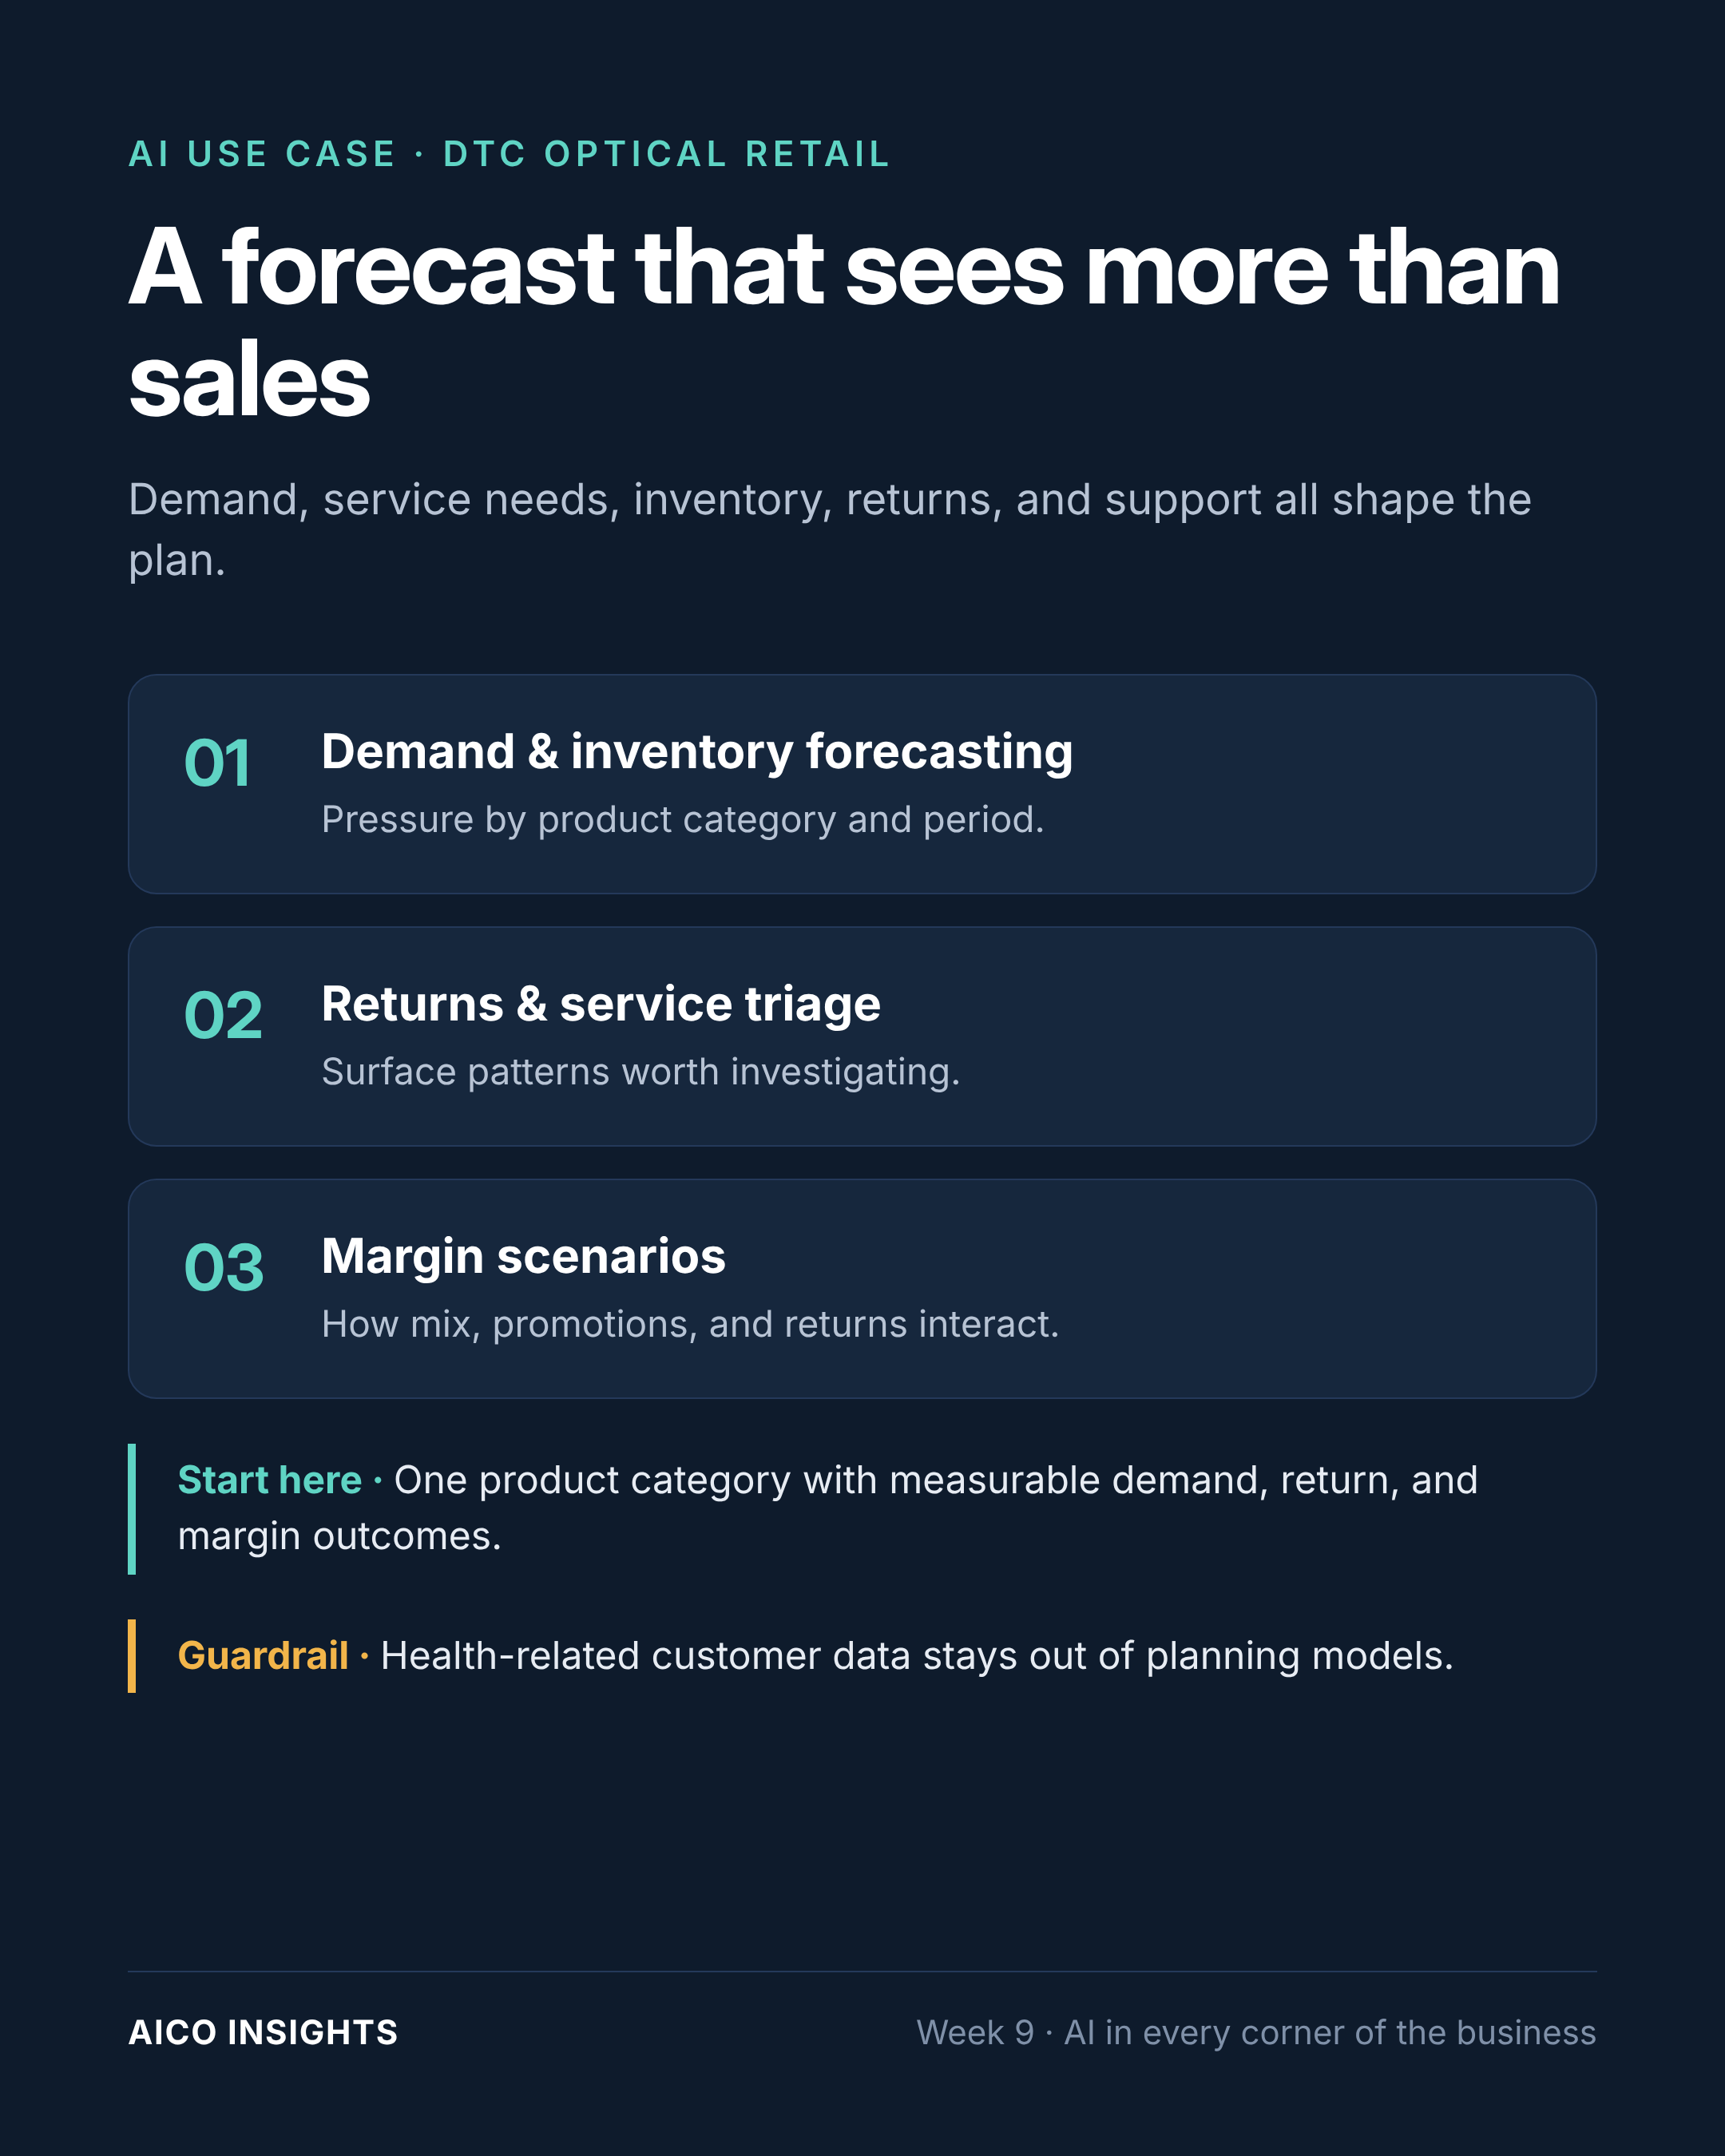 AI USE CASE · DTC OPTICAL RETAIL
A forecast that sees more than
sales
Demand, service needs, inventory, returns, and support all shape the
plan.
01
Demand & inventory forecasting
Pressure by product category and period.
02
Returns & service triage
Surface patterns worth investigating.
03
Margin scenarios
How mix, promotions, and returns interact.
Start here · One product category with measurable demand, return, and
margin outcomes.
Guardrail · Health-related customer data stays out of planning models.
AICO INSIGHTS
Week 9 · AI in every corner of the business